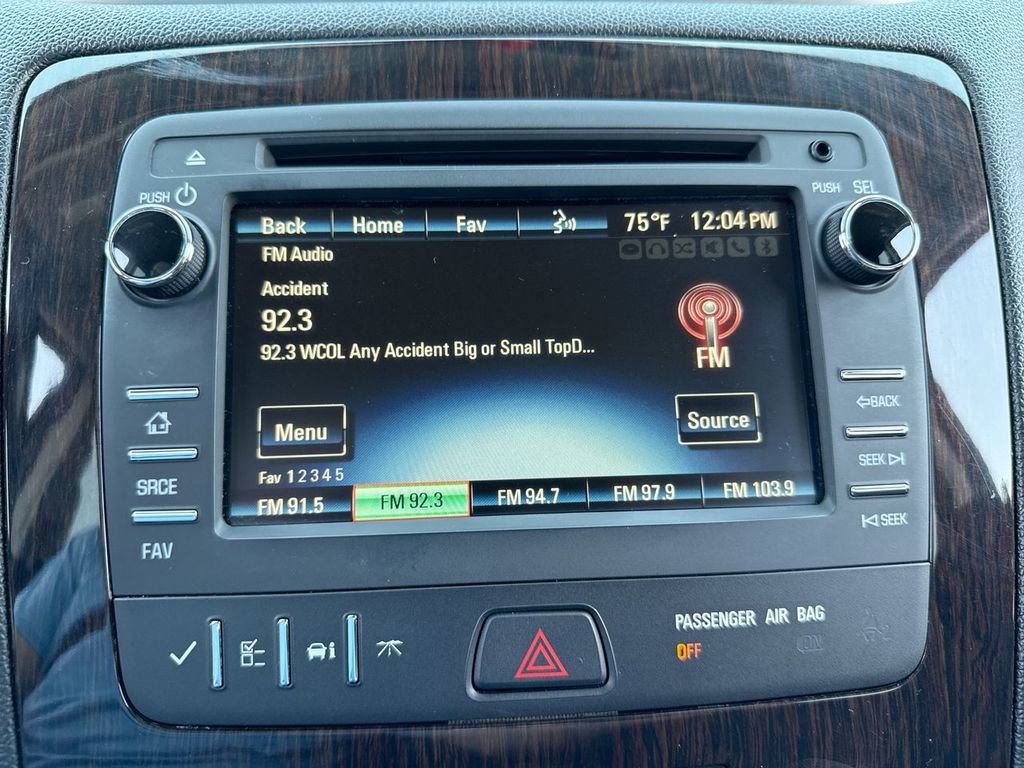 PUSH
PUSH SEL
Back Home Fav 75°F 12:04 PM
FM Audio
Accident
92.3
92.3 WCOL Any Accident Big or Small TopD...
FM
Menu
Source
Fav 1 2 3 4 5
FM 91.5 FM 92.3 FM 94.7 FM 97.9 FM 103.9
SRCE
FAV
BACK
SEEK
SEEK
PASSENGER AIR BAG
OFF ON
2